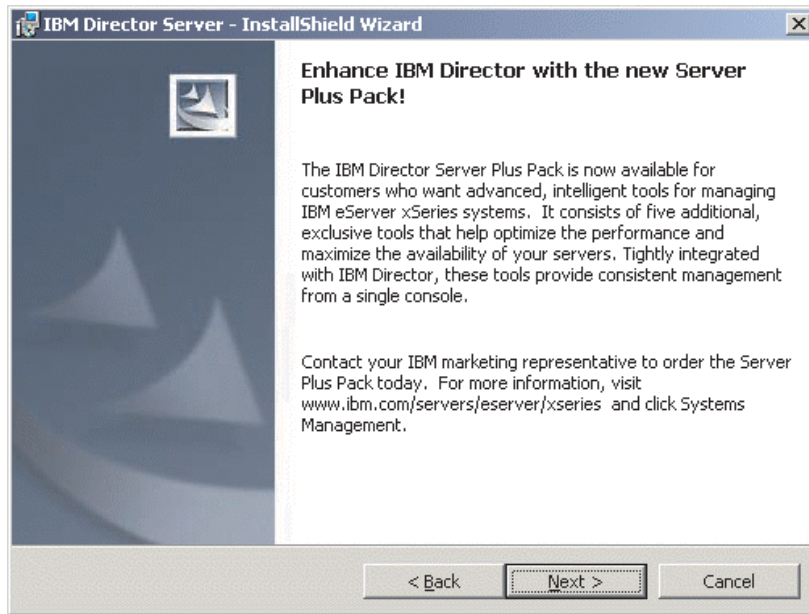 IBM Director Server - InstallShield Wizard
Enhance IBM Director with the new Server
Plus Pack!
The IBM Director Server Plus Pack is now available for
customers who want advanced, intelligent tools for managing
IBM eServer xSeries systems.  It consists of five additional,
exclusive tools that help optimize the performance and
maximize the availability of your servers. Tightly integrated
with IBM Director, these tools provide consistent management
from a single console.
Contact your IBM marketing representative to order the Server
Plus Pack today.  For more information, visit
www.ibm.com/servers/eserver/xseries  and click Systems
Management.
< Back
Next >
Cancel